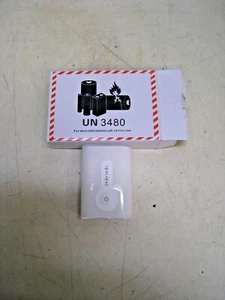 UN 3480
For more information call